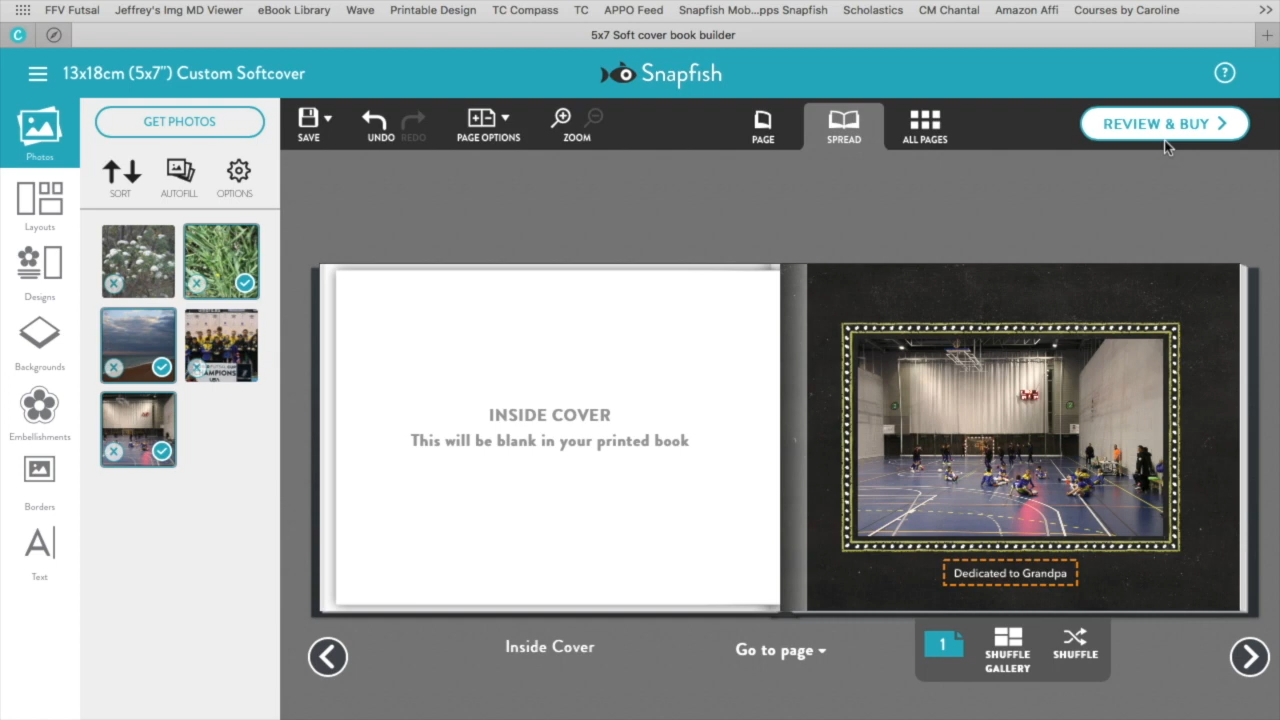 FFV Futsal Jeffrey's Img MD Viewer eBook Library Wave Printable Design TC Compass TC APPO Feed Snapfish Mob...pps Snapfish Scholastics CM Chantal Amazon Affi Courses by Caroline >>
5x7 Soft cover book builder
13x18cm (5x7") Custom Softcover
Snapfish
?
Photos
GET PHOTOS
SAVE
UNDO
REDO
PAGE OPTIONS
ZOOM
PAGE
SPREAD
ALL PAGES
REVIEW & BUY
SORT
AUTOFILL
OPTIONS
Layouts
Designs
Backgrounds
Embellishments
Borders
Text
INSIDE COVER
This will be blank in your printed book
Dedicated to Grandpa
Inside Cover
Go to page
1
SHUFFLE
GALLERY
SHUFFLE